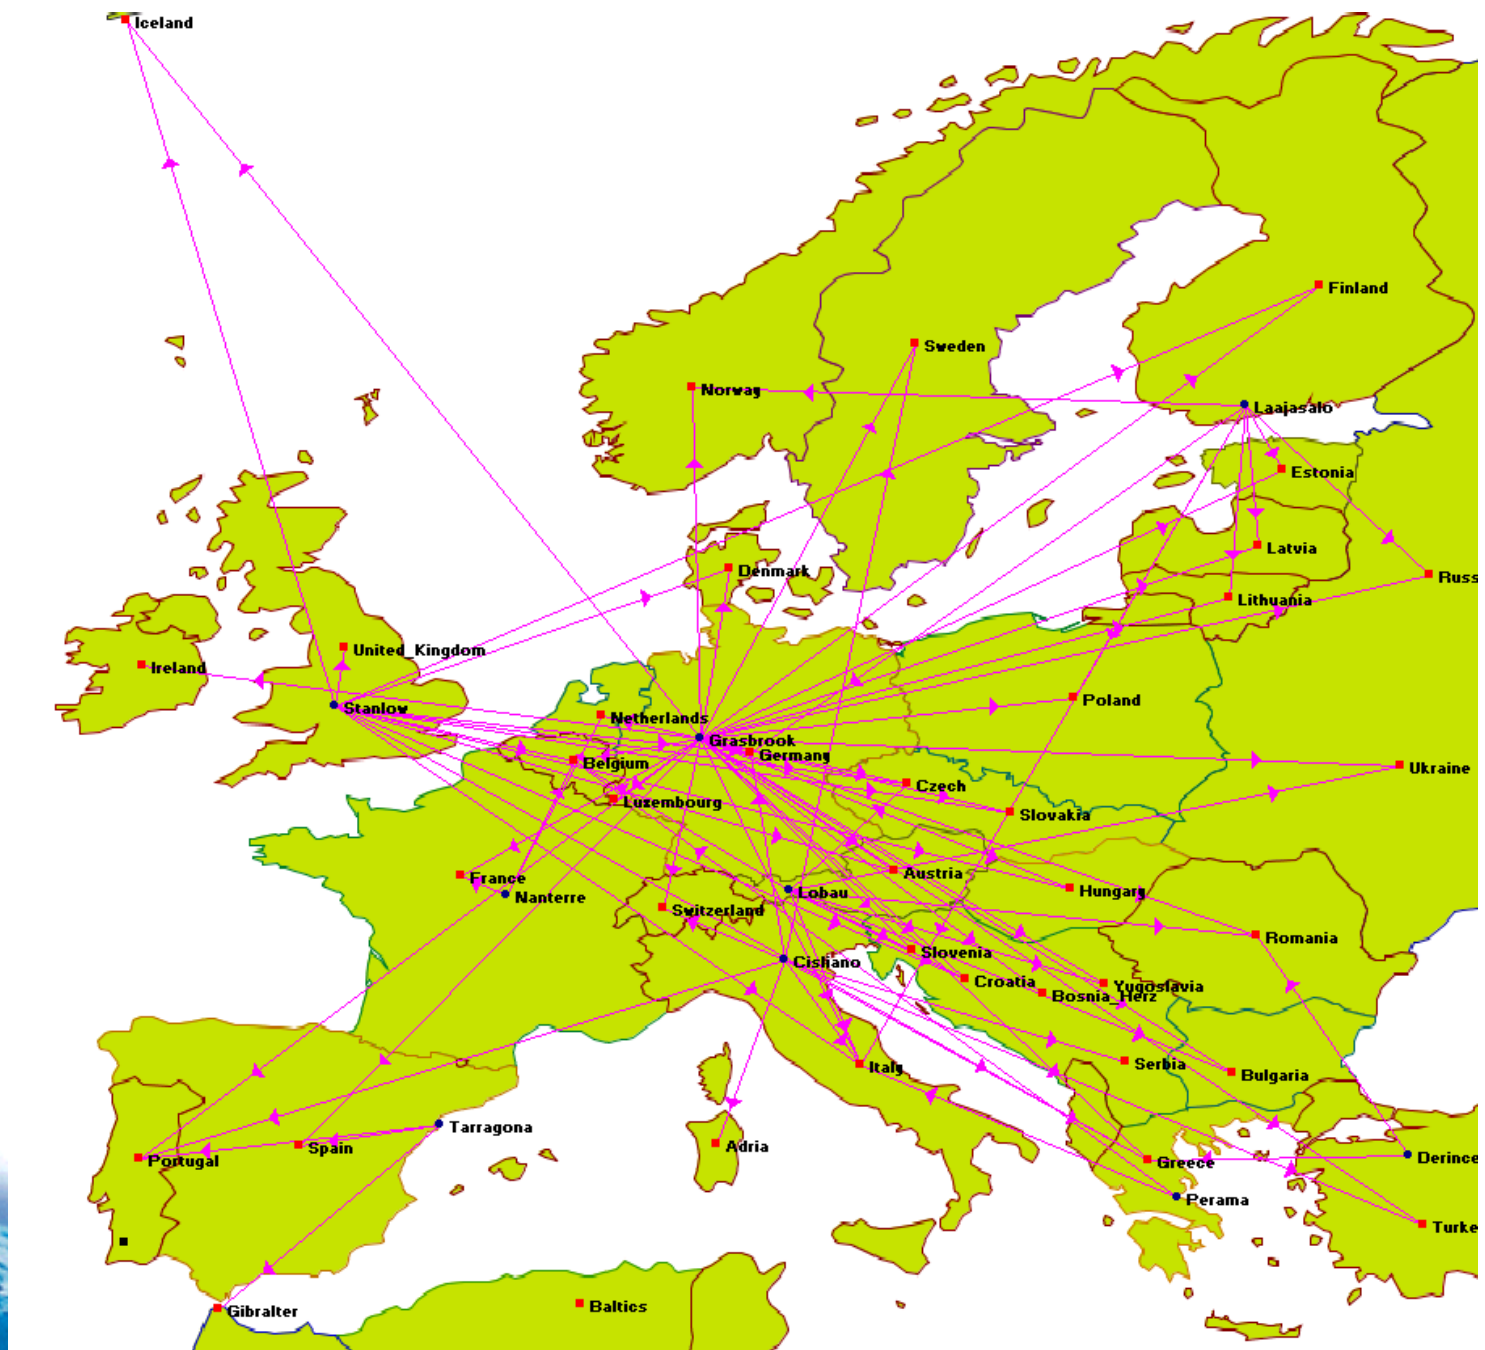 Iceland
Finland
Sweden
Norway
Laajasalo
Estonia
Latvia
Denmark
Russ
Lithuania
United_Kingdom
Ireland
Poland
Stanlow
Netherlands
Grasbrook
Germany
Belgium
Ukraine
Czech
Luxembourg
Slovakia
France
Austria
Hungary
Lobau
Nanterre
Switzerland
Romania
Slovenia
Cisliano
Croatia
Yugoslavia
Bosnia_Herz
Serbia
Italy
Bulgaria
Tarragona
Adria
Spain
Derince
Portugal
Greece
Perama
Turke
Baltics
Gibralter